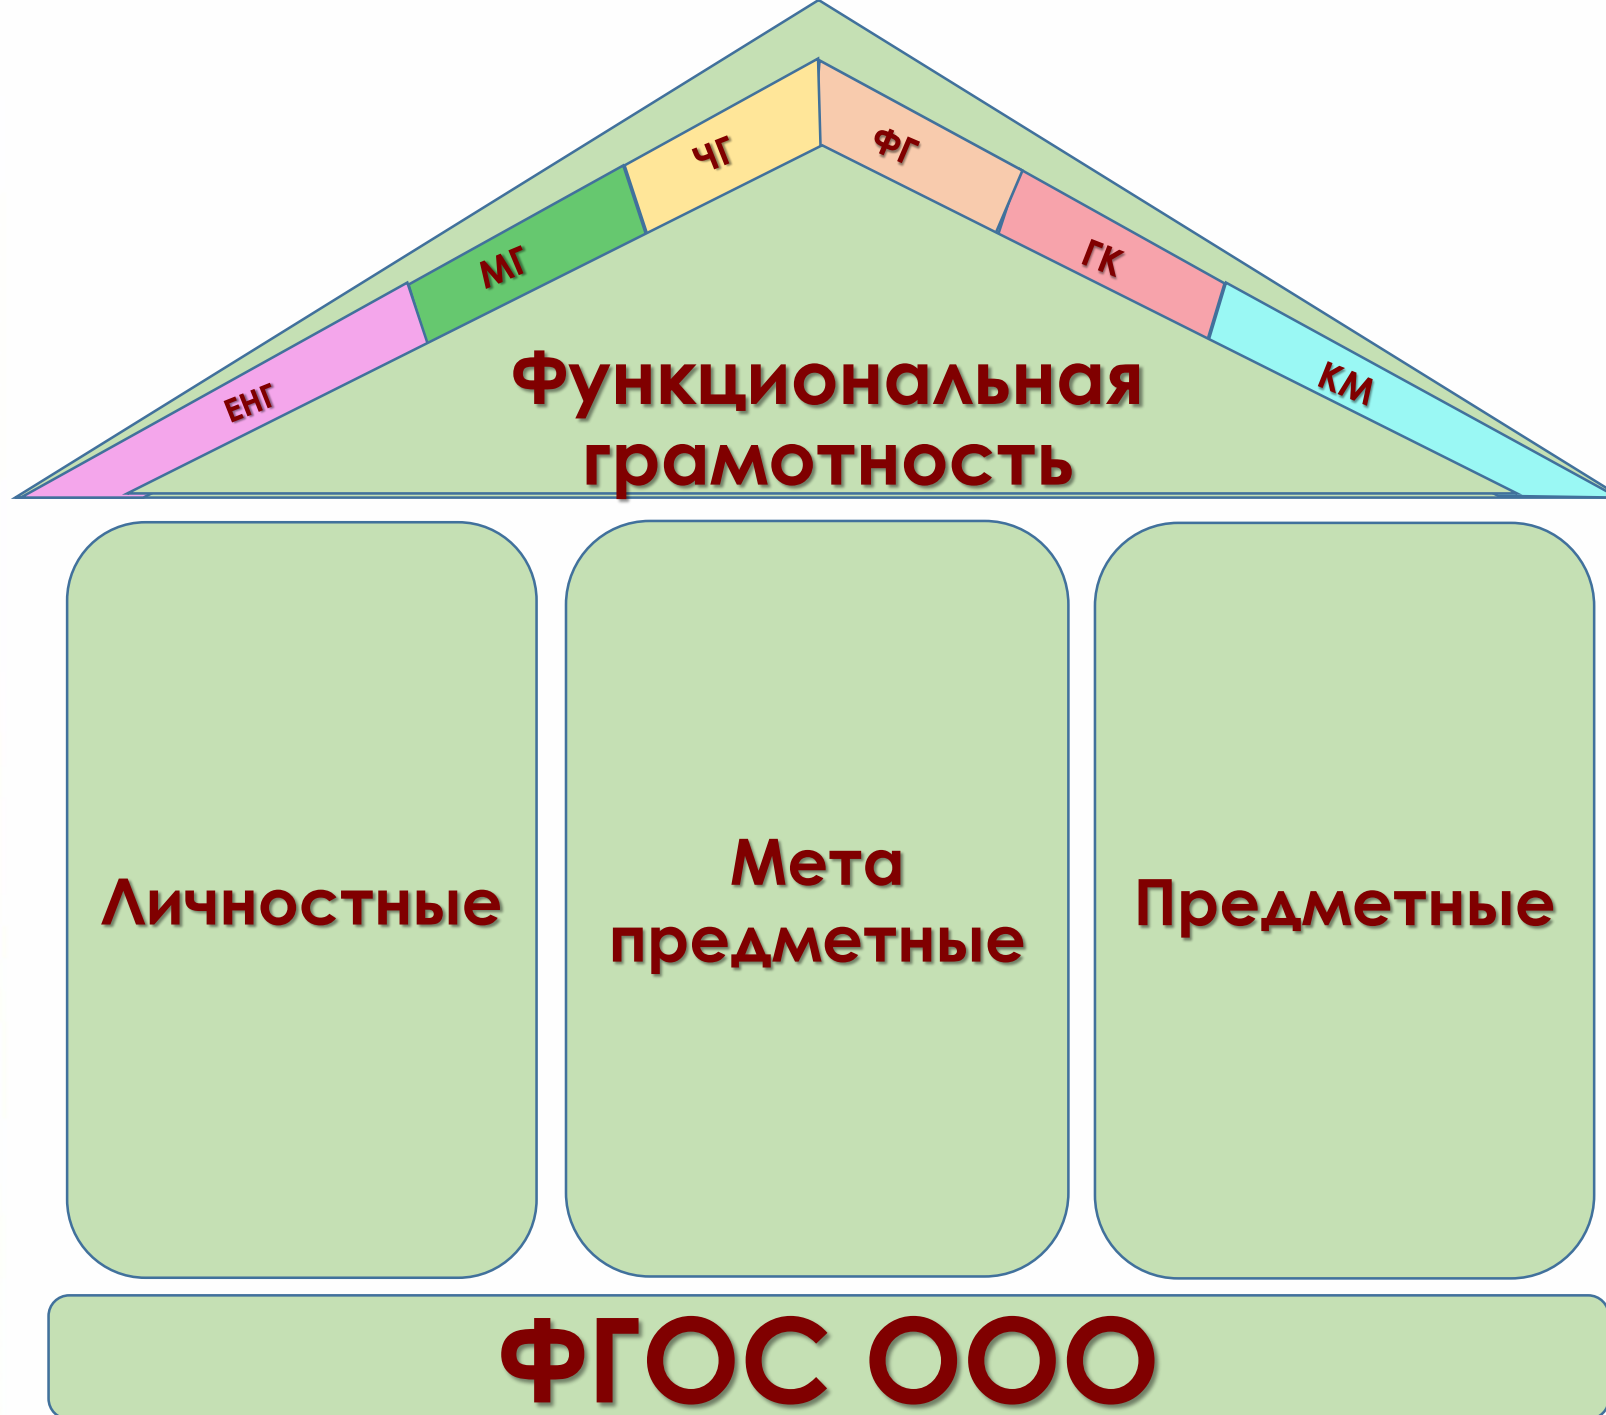 ЧГ
ФГ
МГ
ГК
ЕНГ
КМ
Функциональная
грамотность
Личностные
Мета
предметные
Предметные
ФГОС ООО